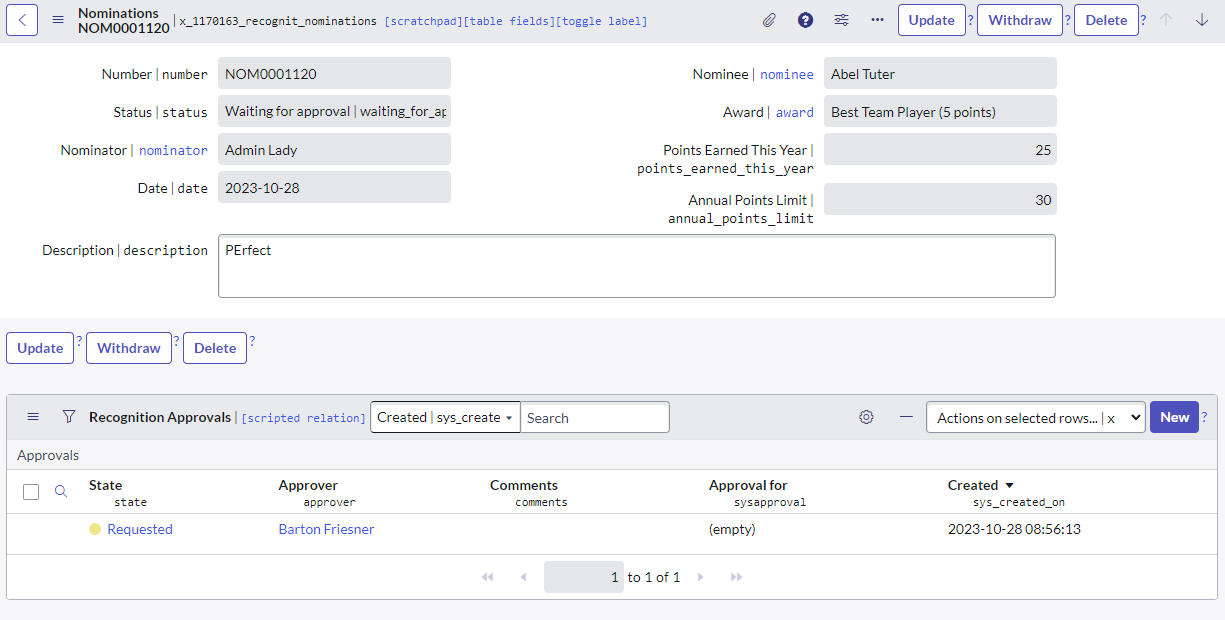 Nominations
NOM0001120
| x_1170163_recognit_nominations [scratchpad][table fields][toggle label]
Update ? Withdraw ? Delete ?
Number | number NOM0001120
Nominee | nominee Abel Tuter
Status | status Waiting for approval | waiting_for_ap
Award | award Best Team Player (5 points)
Nominator | nominator Admin Lady
Points Earned This Year |
points_earned_this_year
25
Date | date 2023-10-28
Annual Points Limit |
annual_points_limit
30
Description | description PErfect
Update ? Withdraw ? Delete ?
Recognition Approvals | [scripted relation] Created | sys_create Search Actions on selected rows... | x New ?
Approvals
State Approver Comments Approval for Created
state approver comments sysapproval sys_created_on
Requested Barton Friesner (empty) 2023-10-28 08:56:13
1 to 1 of 1